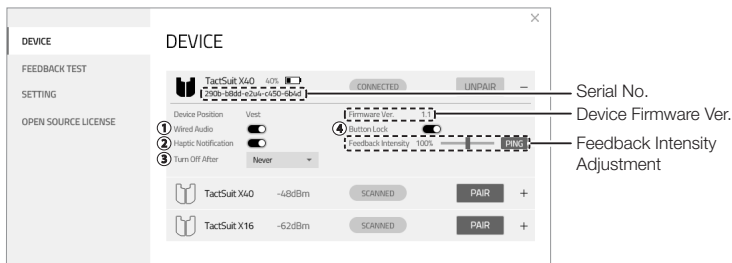 ×
DEVICE
DEVICE
FEEDBACK TEST
SETTING
OPEN SOURCE LICENSE
TactSuit X40 40% CONNECTED UNPAIR −
290b-b8dd-e2u4-c450-6b4d
Serial No.
Device Position Vest Firmware Ver. 1.1
Device Firmware Ver.
① Wired Audio ④ Button Lock
② Haptic Notification Feedback Intensity 100% PING
Feedback Intensity
Adjustment
③ Turn Off After Never
TactSuit X40 -48dBm SCANNED PAIR +
TactSuit X16 -62dBm SCANNED PAIR +